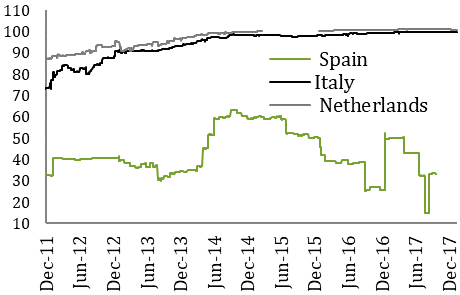 110
100
90
80
70
60
50
40
30
20
10
Spain
Italy
Netherlands
Dec-11
Jun-12
Dec-12
Jun-13
Dec-13
Jun-14
Dec-14
Jun-15
Dec-15
Jun-16
Dec-16
Jun-17
Dec-17